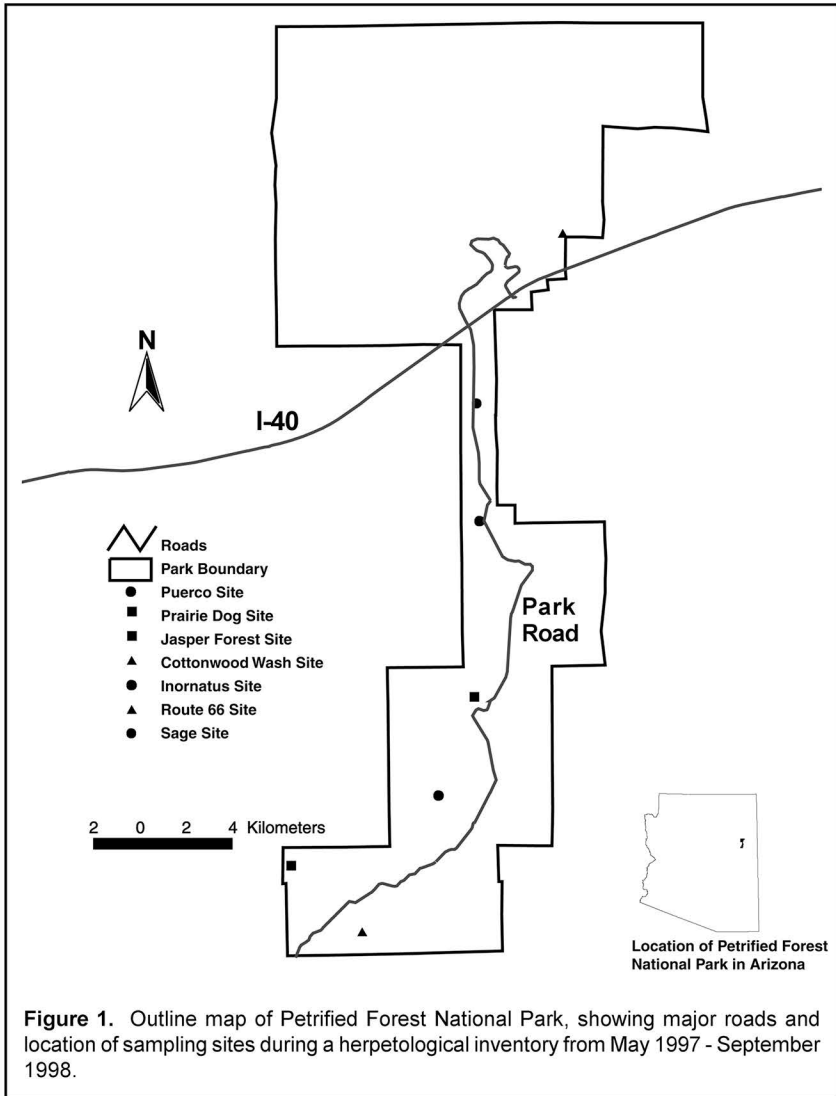 N
I-40
Roads
Park Boundary
Puerco Site
Prairie Dog Site
Jasper Forest Site
Cottonwood Wash Site
Inornatus Site
Route 66 Site
Sage Site
Park
Road
2 0 2 4 Kilometers
Location of Petrified Forest
National Park in Arizona
Figure 1. Outline map of Petrified Forest National Park, showing major roads and
location of sampling sites during a herpetological inventory from May 1997 - September
1998.